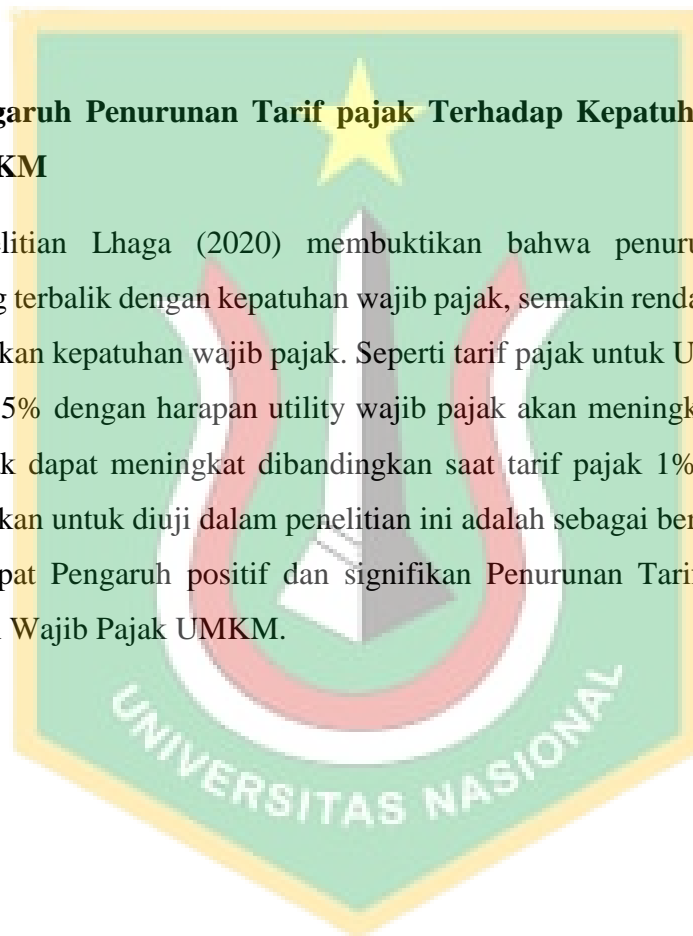 garuh Penurunan Tarif pajak Terhadap Kepatuh
KM
elitian Lhaga (2020) membuktikan bahwa penuru
g terbalik dengan kepatuhan wajib pajak, semakin renda
kan kepatuhan wajib pajak. Seperti tarif pajak untuk U
5% dengan harapan utility wajib pajak akan meningk
k dapat meningkat dibandingkan saat tarif pajak 1%
kan untuk diuji dalam penelitian ini adalah sebagai ber
pat Pengaruh positif dan signifikan Penurunan Tarif
Wajib Pajak UMKM.
UNIVERSITAS NASIONAL